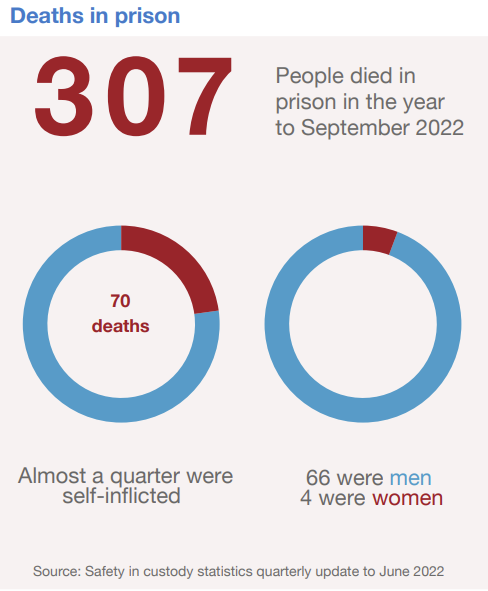 Deaths in prison
307
People died in
prison in the year
to September 2022
70
deaths
Almost a quarter were
self-inflicted
66 were men
4 were women
Source: Safety in custody statistics quarterly update to June 2022